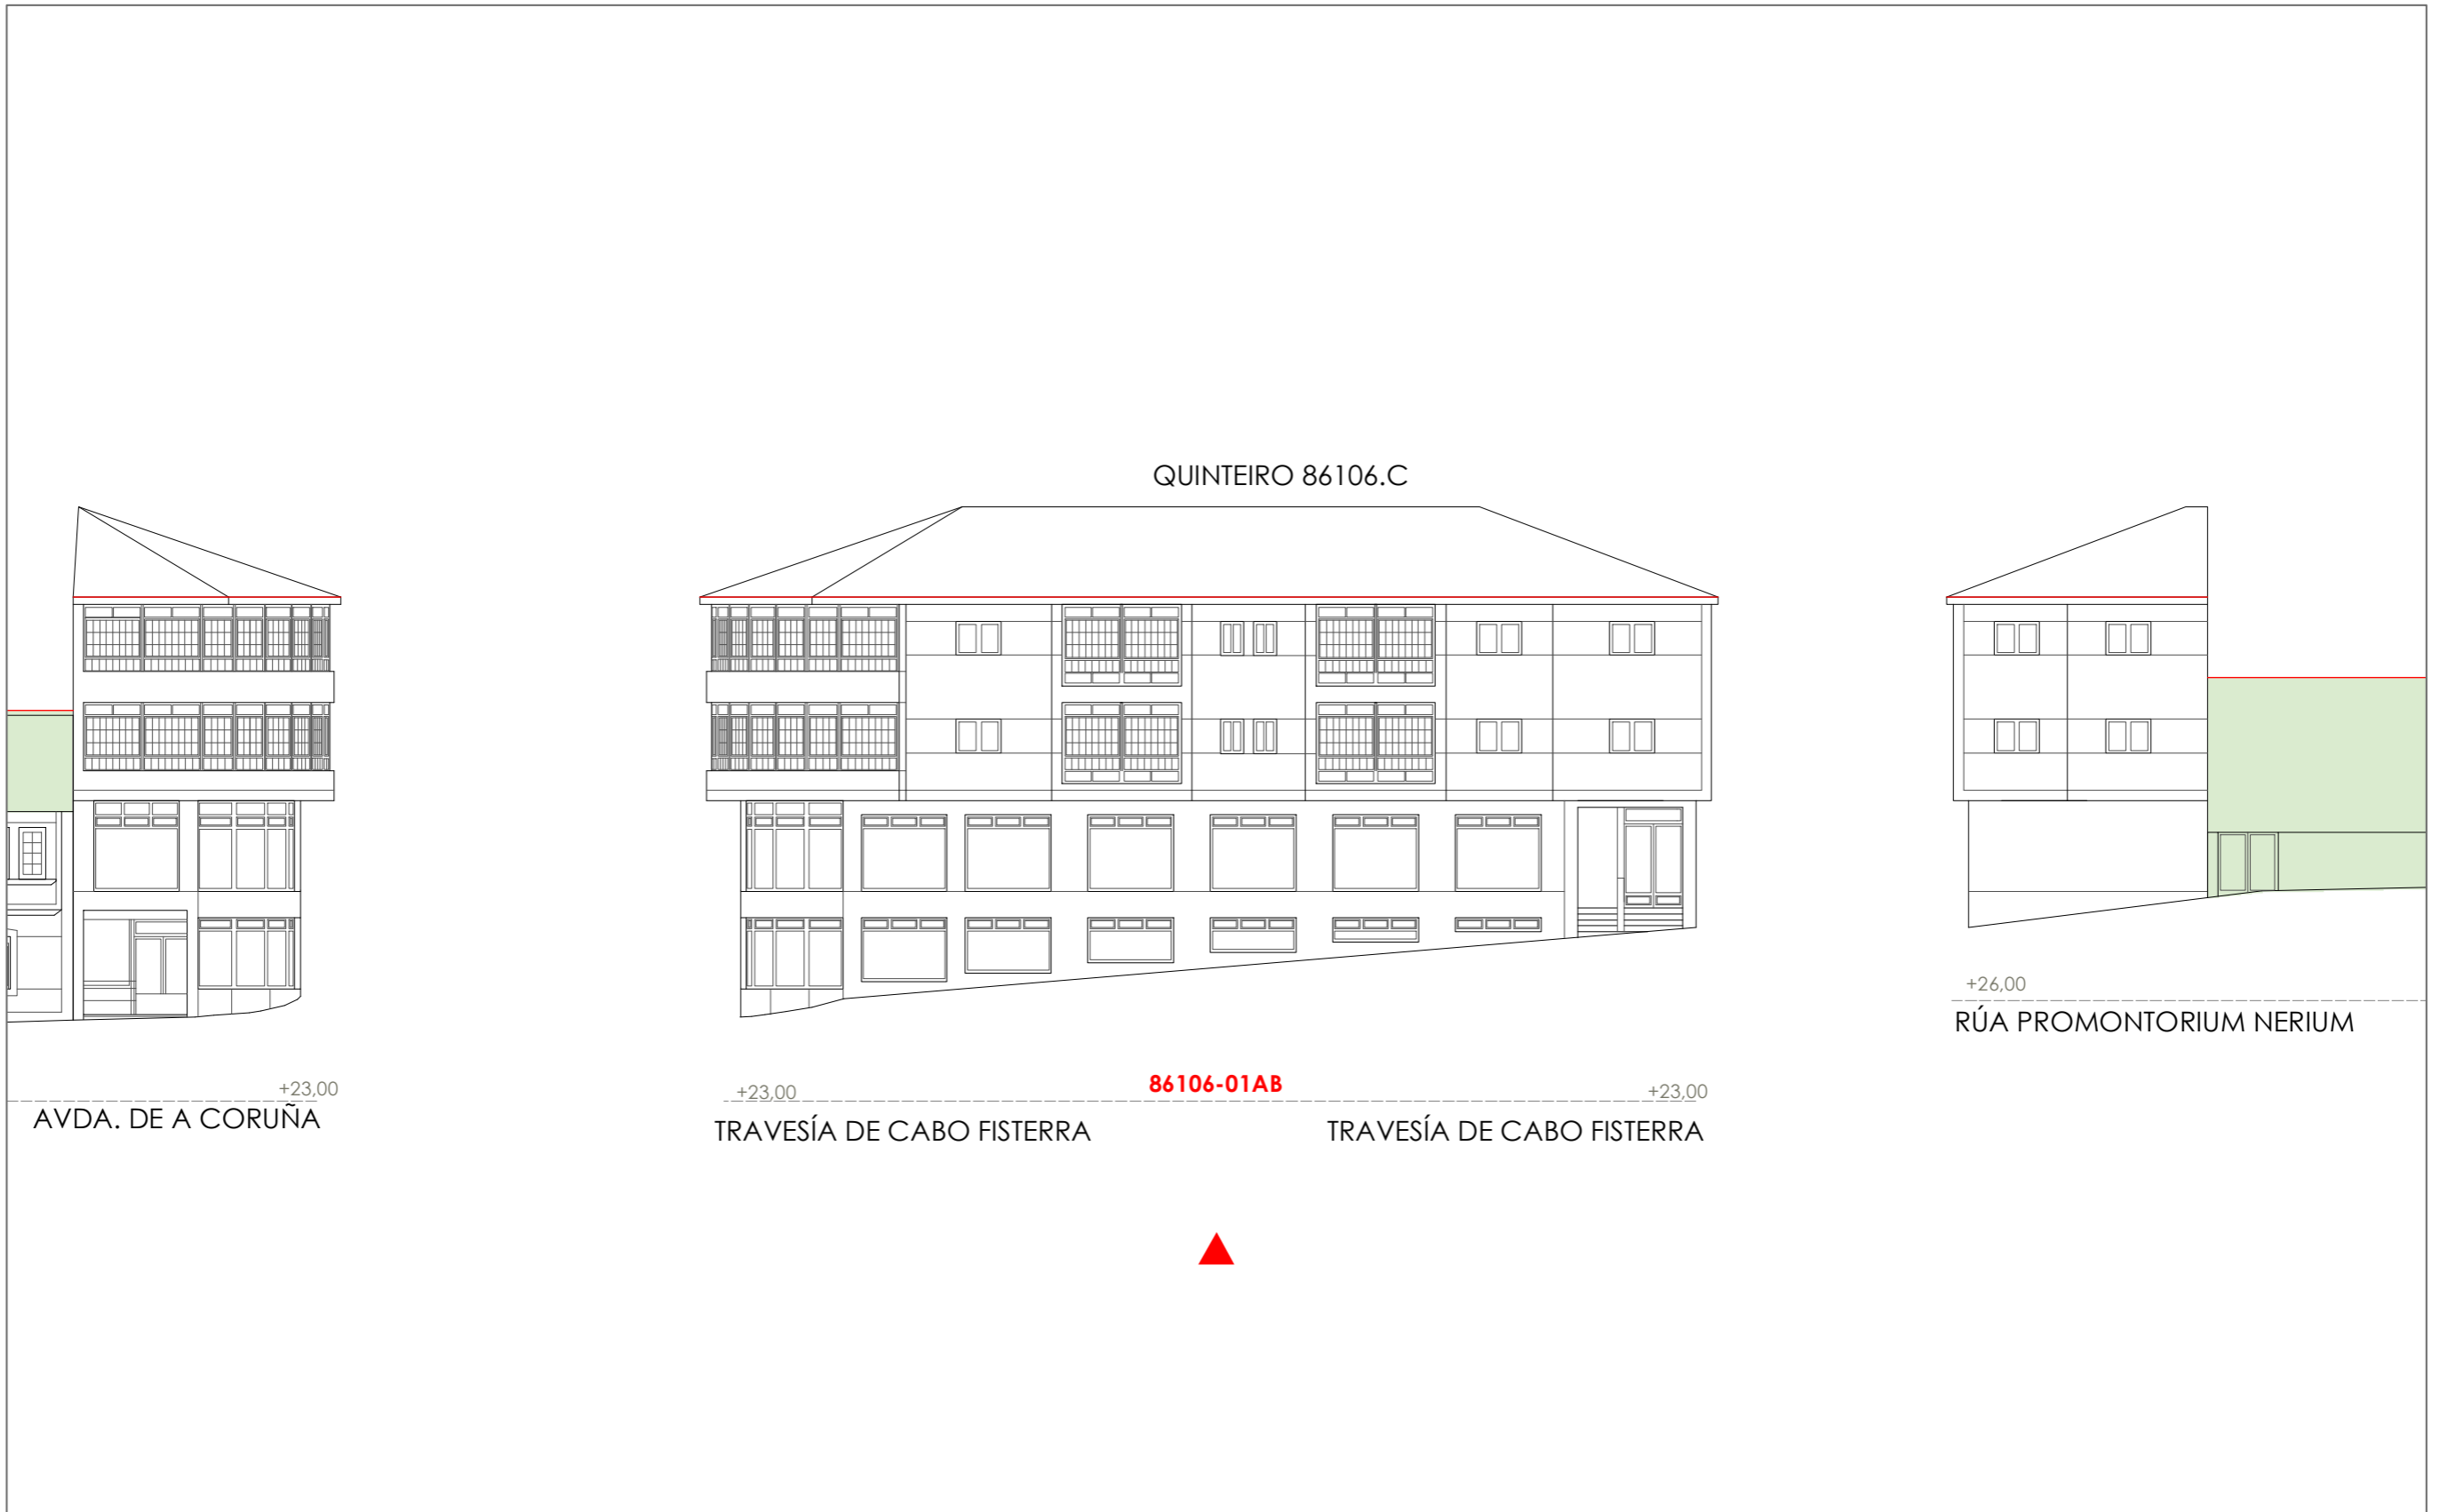 QUINTEIRO 86106.C
+26,00
RÚA PROMONTORIUM NERIUM
+23,00
AVDA. DE A CORUÑA
+23,00
86106-01AB
+23,00
TRAVESÍA DE CABO FISTERRA
TRAVESÍA DE CABO FISTERRA